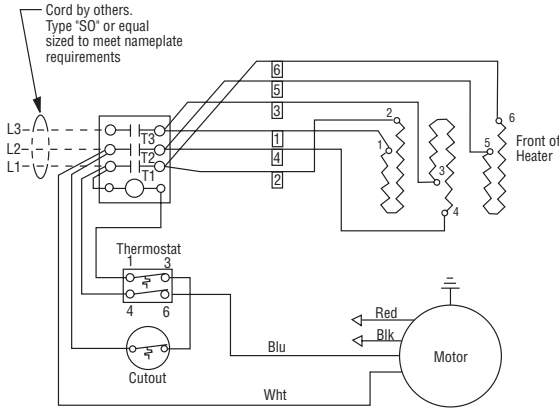 Cord by others.
Type "SO" or equal
sized to meet nameplate
requirements
6
5
3
1
4
2
L3
L2
L1
T3
T2
T1
2
1
3
4
5
6
Front of
Heater
Thermostat
1 3
4 6
Cutout
Red
Blk
Blu
Wht
Motor